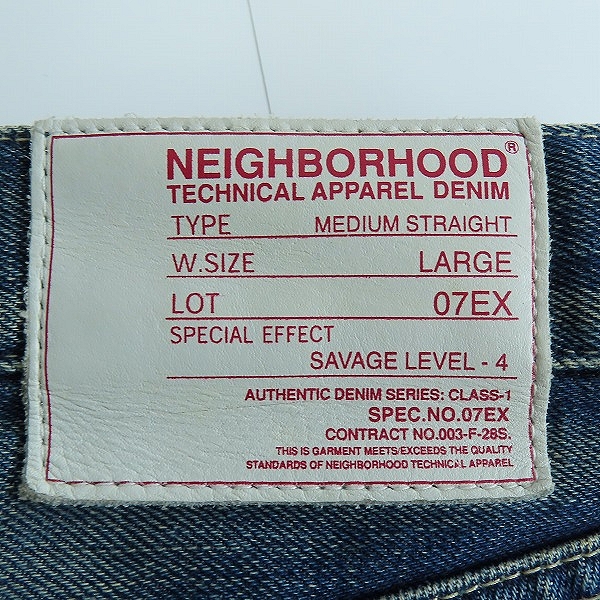 NEIGHBORHOOD®
TECHNICAL APPAREL DENIM
TYPE MEDIUM STRAIGHT
W.SIZE LARGE
LOT 07EX
SPECIAL EFFECT
SAVAGE LEVEL - 4
AUTHENTIC DENIM SERIES: CLASS-1
SPEC.NO.07EX
CONTRACT NO.003-F-28S.
THIS IS GARMENT MEETS/EXCEEDS THE QUALITY
STANDARDS OF NEIGHBORHOOD TECHNICAL APPAREL